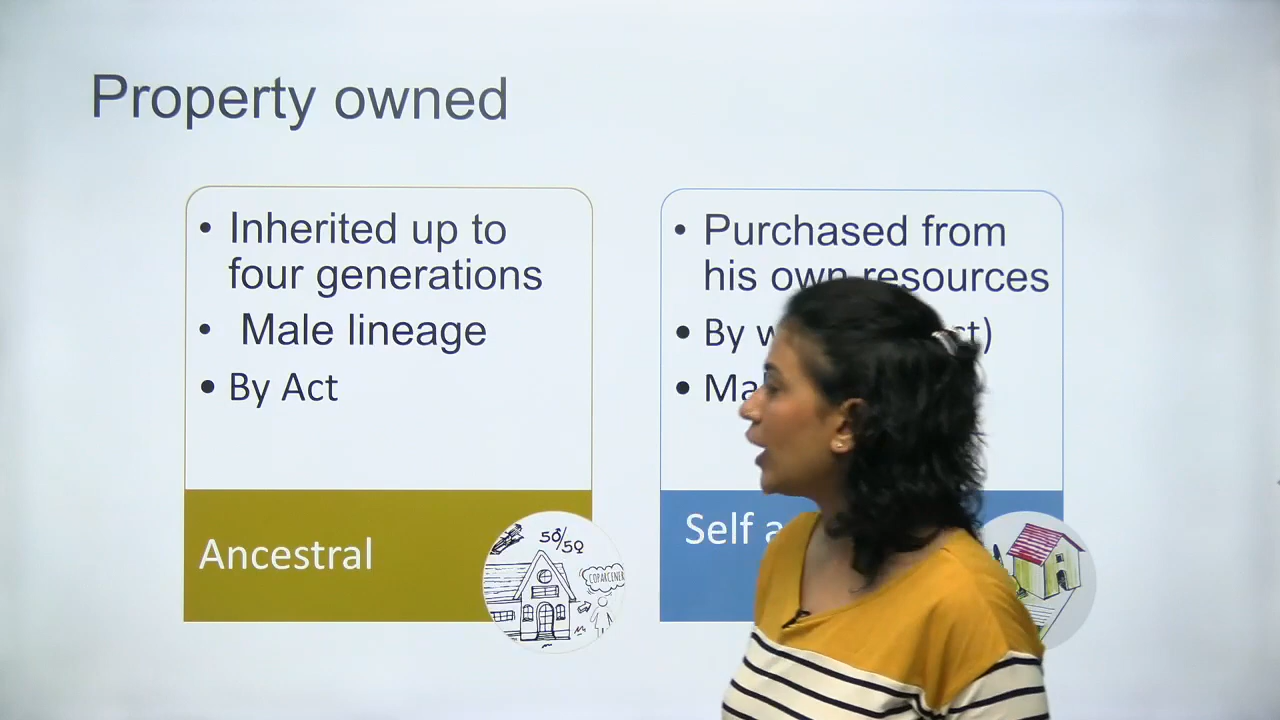 Property owned
• Inherited up to
four generations
• Male lineage
• By Act
Ancestral
50/50
COPARCENER
• Purchased from
his own resources
• By
• 
Self